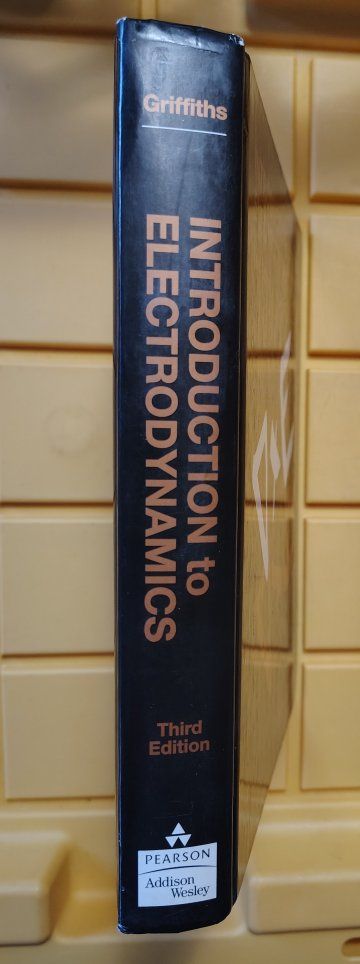 Griffiths
INTRODUCTION to
ELECTRODYNAMICS
Third
Edition
PEARSON
Addison
Wesley